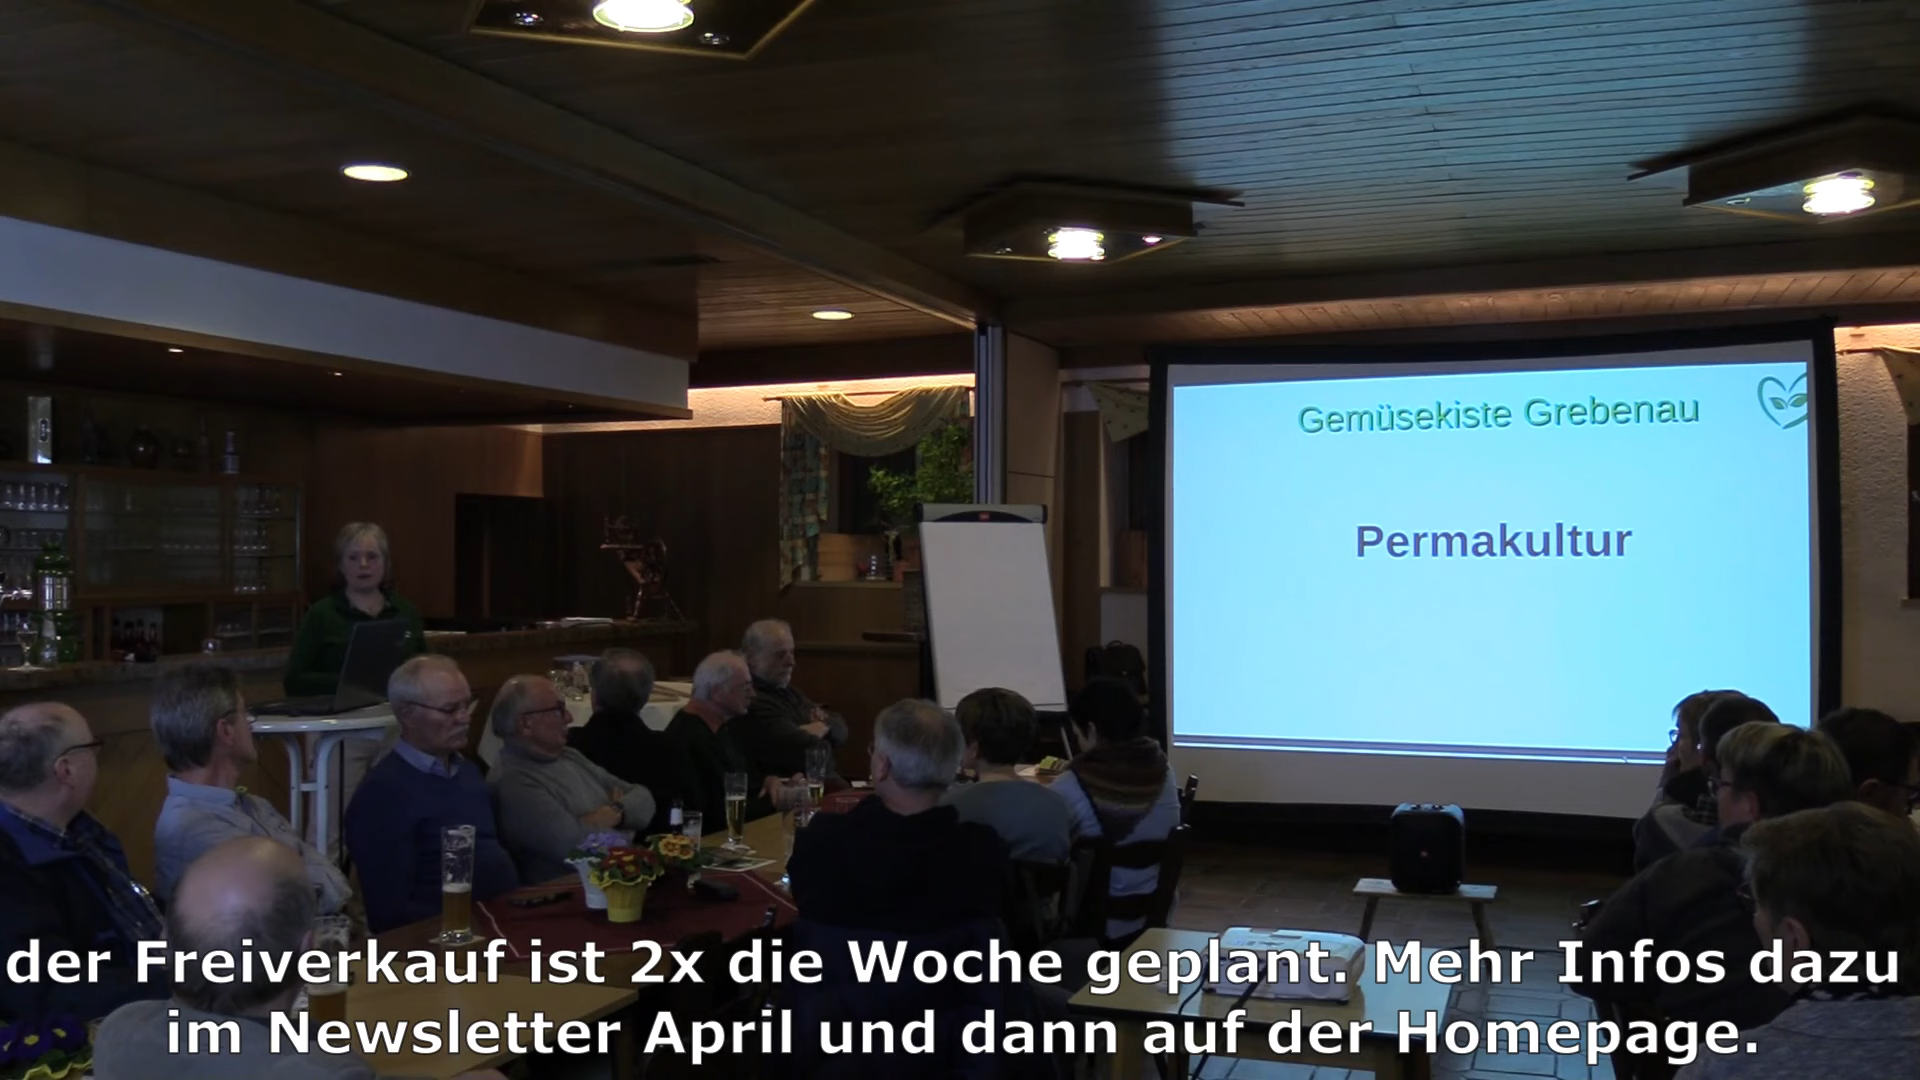 Gemüsekiste Grebenau
Permakultur
der Freiverkauf ist 2x die Woche geplant. Mehr Infos dazu
im Newsletter April und dann auf der Homepage.